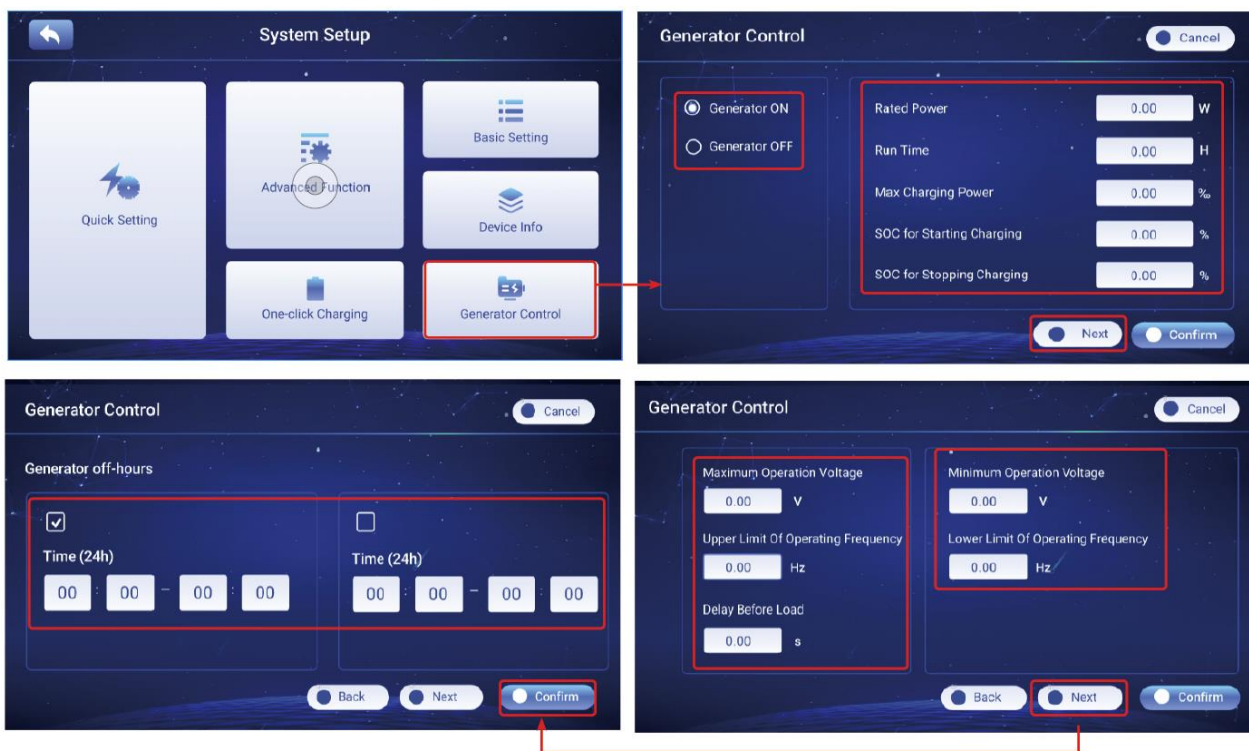 System Setup
Quick Setting
Advanced Function
Basic Setting
Device Info
One-click Charging
Generator Control
Generator Control
Cancel
Generator ON
Generator OFF
Rated Power 0.00 W
Run Time 0.00 H
Max Charging Power 0.00 ‰
SOC for Starting Charging 0.00 %
SOC for Stopping Charging 0.00 %
Next Confirm
Generator Control
Cancel
Generator off-hours
Time (24h)
00 : 00 - 00 : 00
Time (24h)
00 : 00 - 00 : 00
Back Next Confirm
Generator Control
Cancel
Maximum Operation Voltage
0.00 V
Upper Limit Of Operating Frequency
0.00 Hz
Delay Before Load
0.00 s
Minimum Operation Voltage
0.00 V
Lower Limit Of Operating Frequency
0.00 Hz
Back Next Confirm